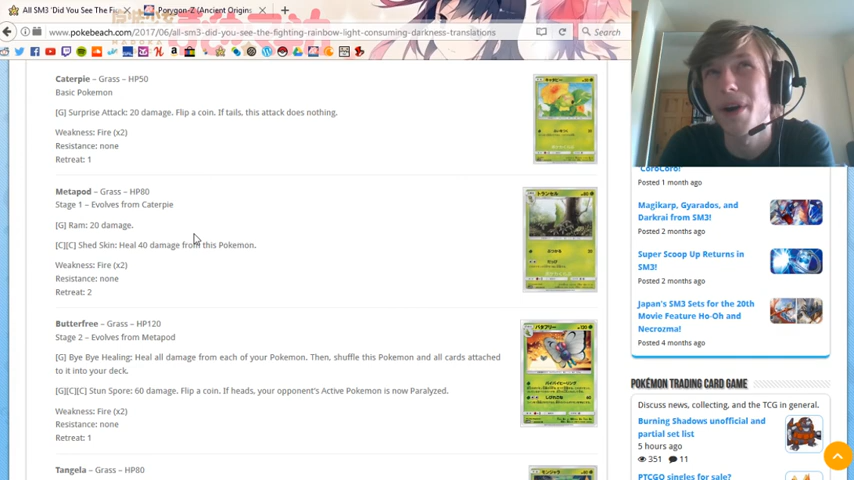 All SM3 'Did You See The Fi
Porygon-Z (Ancient Origins
www.pokebeach.com/2017/06/all-sm3-did-you-see-the-fighting-rainbow-light-consuming-darkness-translations
Search
Caterpie – Grass – HP50
Basic Pokemon
[G] Surprise Attack: 20 damage. Flip a coin. If tails, this attack does nothing.
Weakness: Fire (x2)
Resistance: none
Retreat: 1
Metapod – Grass – HP80
Stage 1 – Evolves from Caterpie
[G] Ram: 20 damage.
[C][C] Shed Skin: Heal 40 damage from this Pokemon.
Weakness: Fire (x2)
Resistance: none
Retreat: 2
Butterfree – Grass – HP120
Stage 2 – Evolves from Metapod
[G] Bye Bye Healing: Heal all damage from each of your Pokemon. Then, shuffle this Pokemon and all cards attached
to it into your deck.
[G][C][C] Stun Spore: 60 damage. Flip a coin. If heads, your opponent's Active Pokemon is now Paralyzed.
Weakness: Fire (x2)
Resistance: none
Retreat: 1
Tangela – Grass – HP80
CoroCoro!
Posted 1 month ago
Magikarp, Gyarados, and
Darkrai from SM3!
Posted 2 months ago
Super Scoop Up Returns in
SM3!
Posted 2 months ago
Japan's SM3 Sets for the 20th
Movie Feature Ho-Oh and
Necrozma!
Posted 4 months ago
POKÉMON TRADING CARD GAME
Discuss news, collecting, and the TCG in general.
Burning Shadows unofficial and
partial set list
5 hours ago
351 11
PTCGO singles for sale?